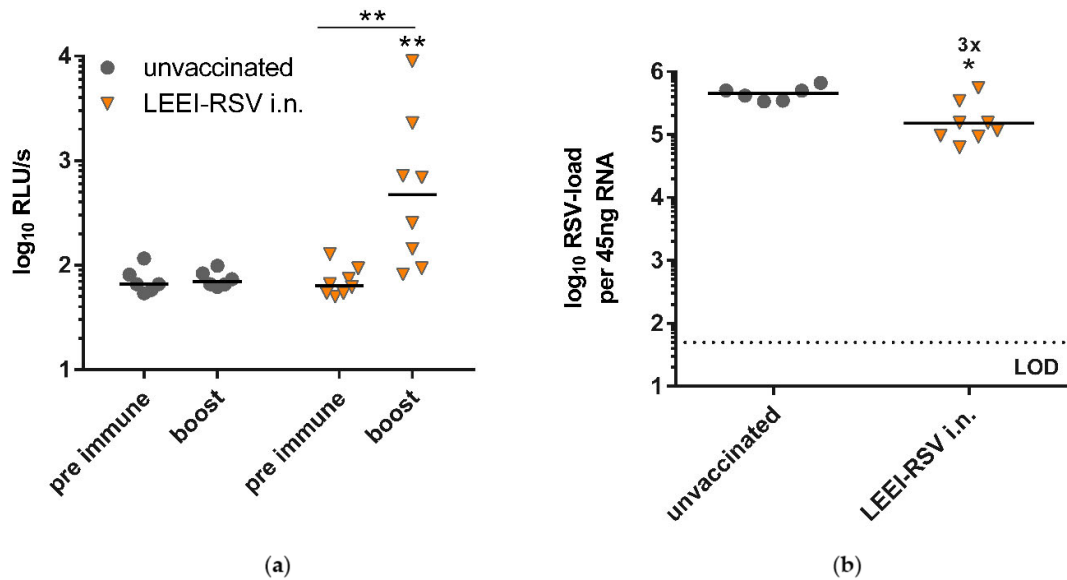 **
**
4
unvaccinated
LEEI-RSV i.n.
3
2
1
log₁₀ RLU/s
pre immune
boost
pre immune
boost
(a)
3x
*
6
5
4
3
2
1
log₁₀ RSV-load
per 45ng RNA
LOD
unvaccinated
LEEI-RSV i.n.
(b)